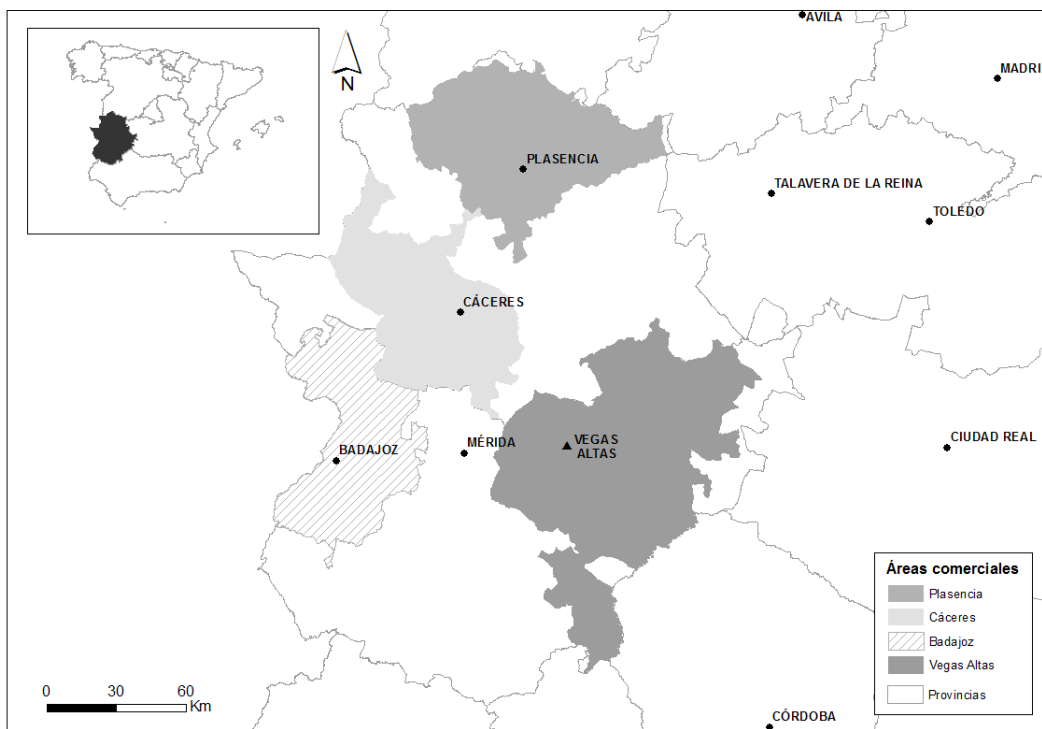 ÁVILA
MADRI
N
PLASENCIA
TALAVERA DE LA REINA
TOLEDO
CÁCERES
BADAJOZ
MÉRIDA
VEGAS
ALTAS
CIUDAD REAL
Áreas comerciales
Plasencia
Cáceres
Badajoz
Vegas Altas
Provincias
0 30 60
Km
CÓRDOBA